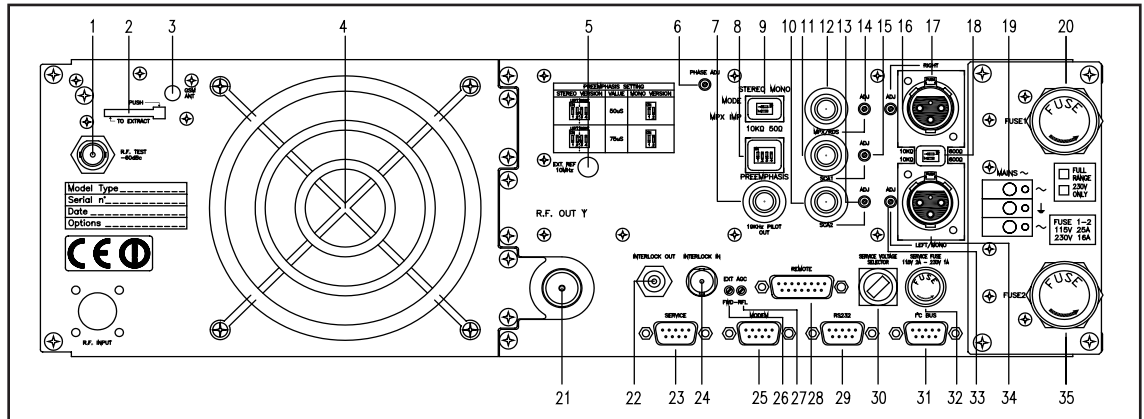 1 2 3 4 5 6 7 8 9 10 11 12 13 14 15 16 17 18 19 20
GSM
ANT
PUSH
TO EXTRACT
R.F. TEST
-60dBc
Model Type
Serial n°
Date
Options
CE
R.F. INPUT
PREEMPHASIS SETTING
STEREO VERSION VALUE MONO VERSION
50uS
75uS
EXT. REF
10MHz
R.F. OUT
PHASE ADJ
STEREO MONO
MODE
MPX IMP
10KΩ 50Ω
PREEMPHASIS
19KHz PILOT
OUT
MPX/RDS
ADJ
ADJ
SCA1
ADJ
SCA2
ADJ
ADJ
RIGHT
10KΩ 600Ω
10KΩ 600Ω
LEFT/MONO
MAINS ~
~
~
FUSE
FUSE1
FULL
RANGE
230V
ONLY
FUSE 1-2
115V 25A
230V 16A
FUSE
FUSE2
INTERLOCK OUT
INTERLOCK IN
EXT AGC
FWD-RFL
REMOTE
SERVICE VOLTAGE
SELECTOR
SERVICE FUSE
115V 2A - 230V 1A
SERVICE
MODEM
RS232
I²C BUS
21 22 23 24 25 26 27 28 29 30 31 32 33 34 35